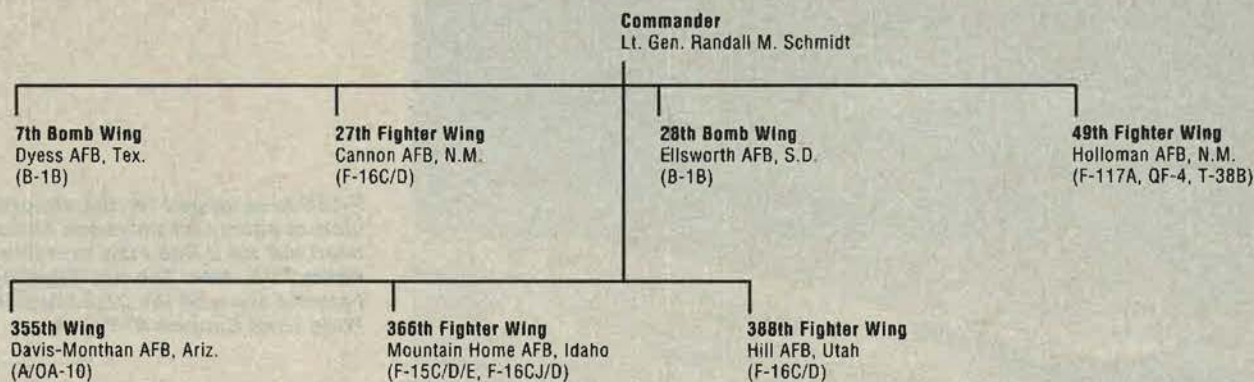 Commander
Lt. Gen. Randall M. Schmidt
7th Bomb Wing
Dyess AFB, Tex.
(B-1B)
27th Fighter Wing
Cannon AFB, N.M.
(F-16C/D)
28th Bomb Wing
Ellsworth AFB, S.D.
(B-1B)
49th Fighter Wing
Holloman AFB, N.M.
(F-117A, QF-4, T-38B)
355th Wing
Davis-Monthan AFB, Ariz.
(A/OA-10)
366th Fighter Wing
Mountain Home AFB, Idaho
(F-15C/D/E, F-16CJ/D)
388th Fighter Wing
Hill AFB, Utah
(F-16C/D)